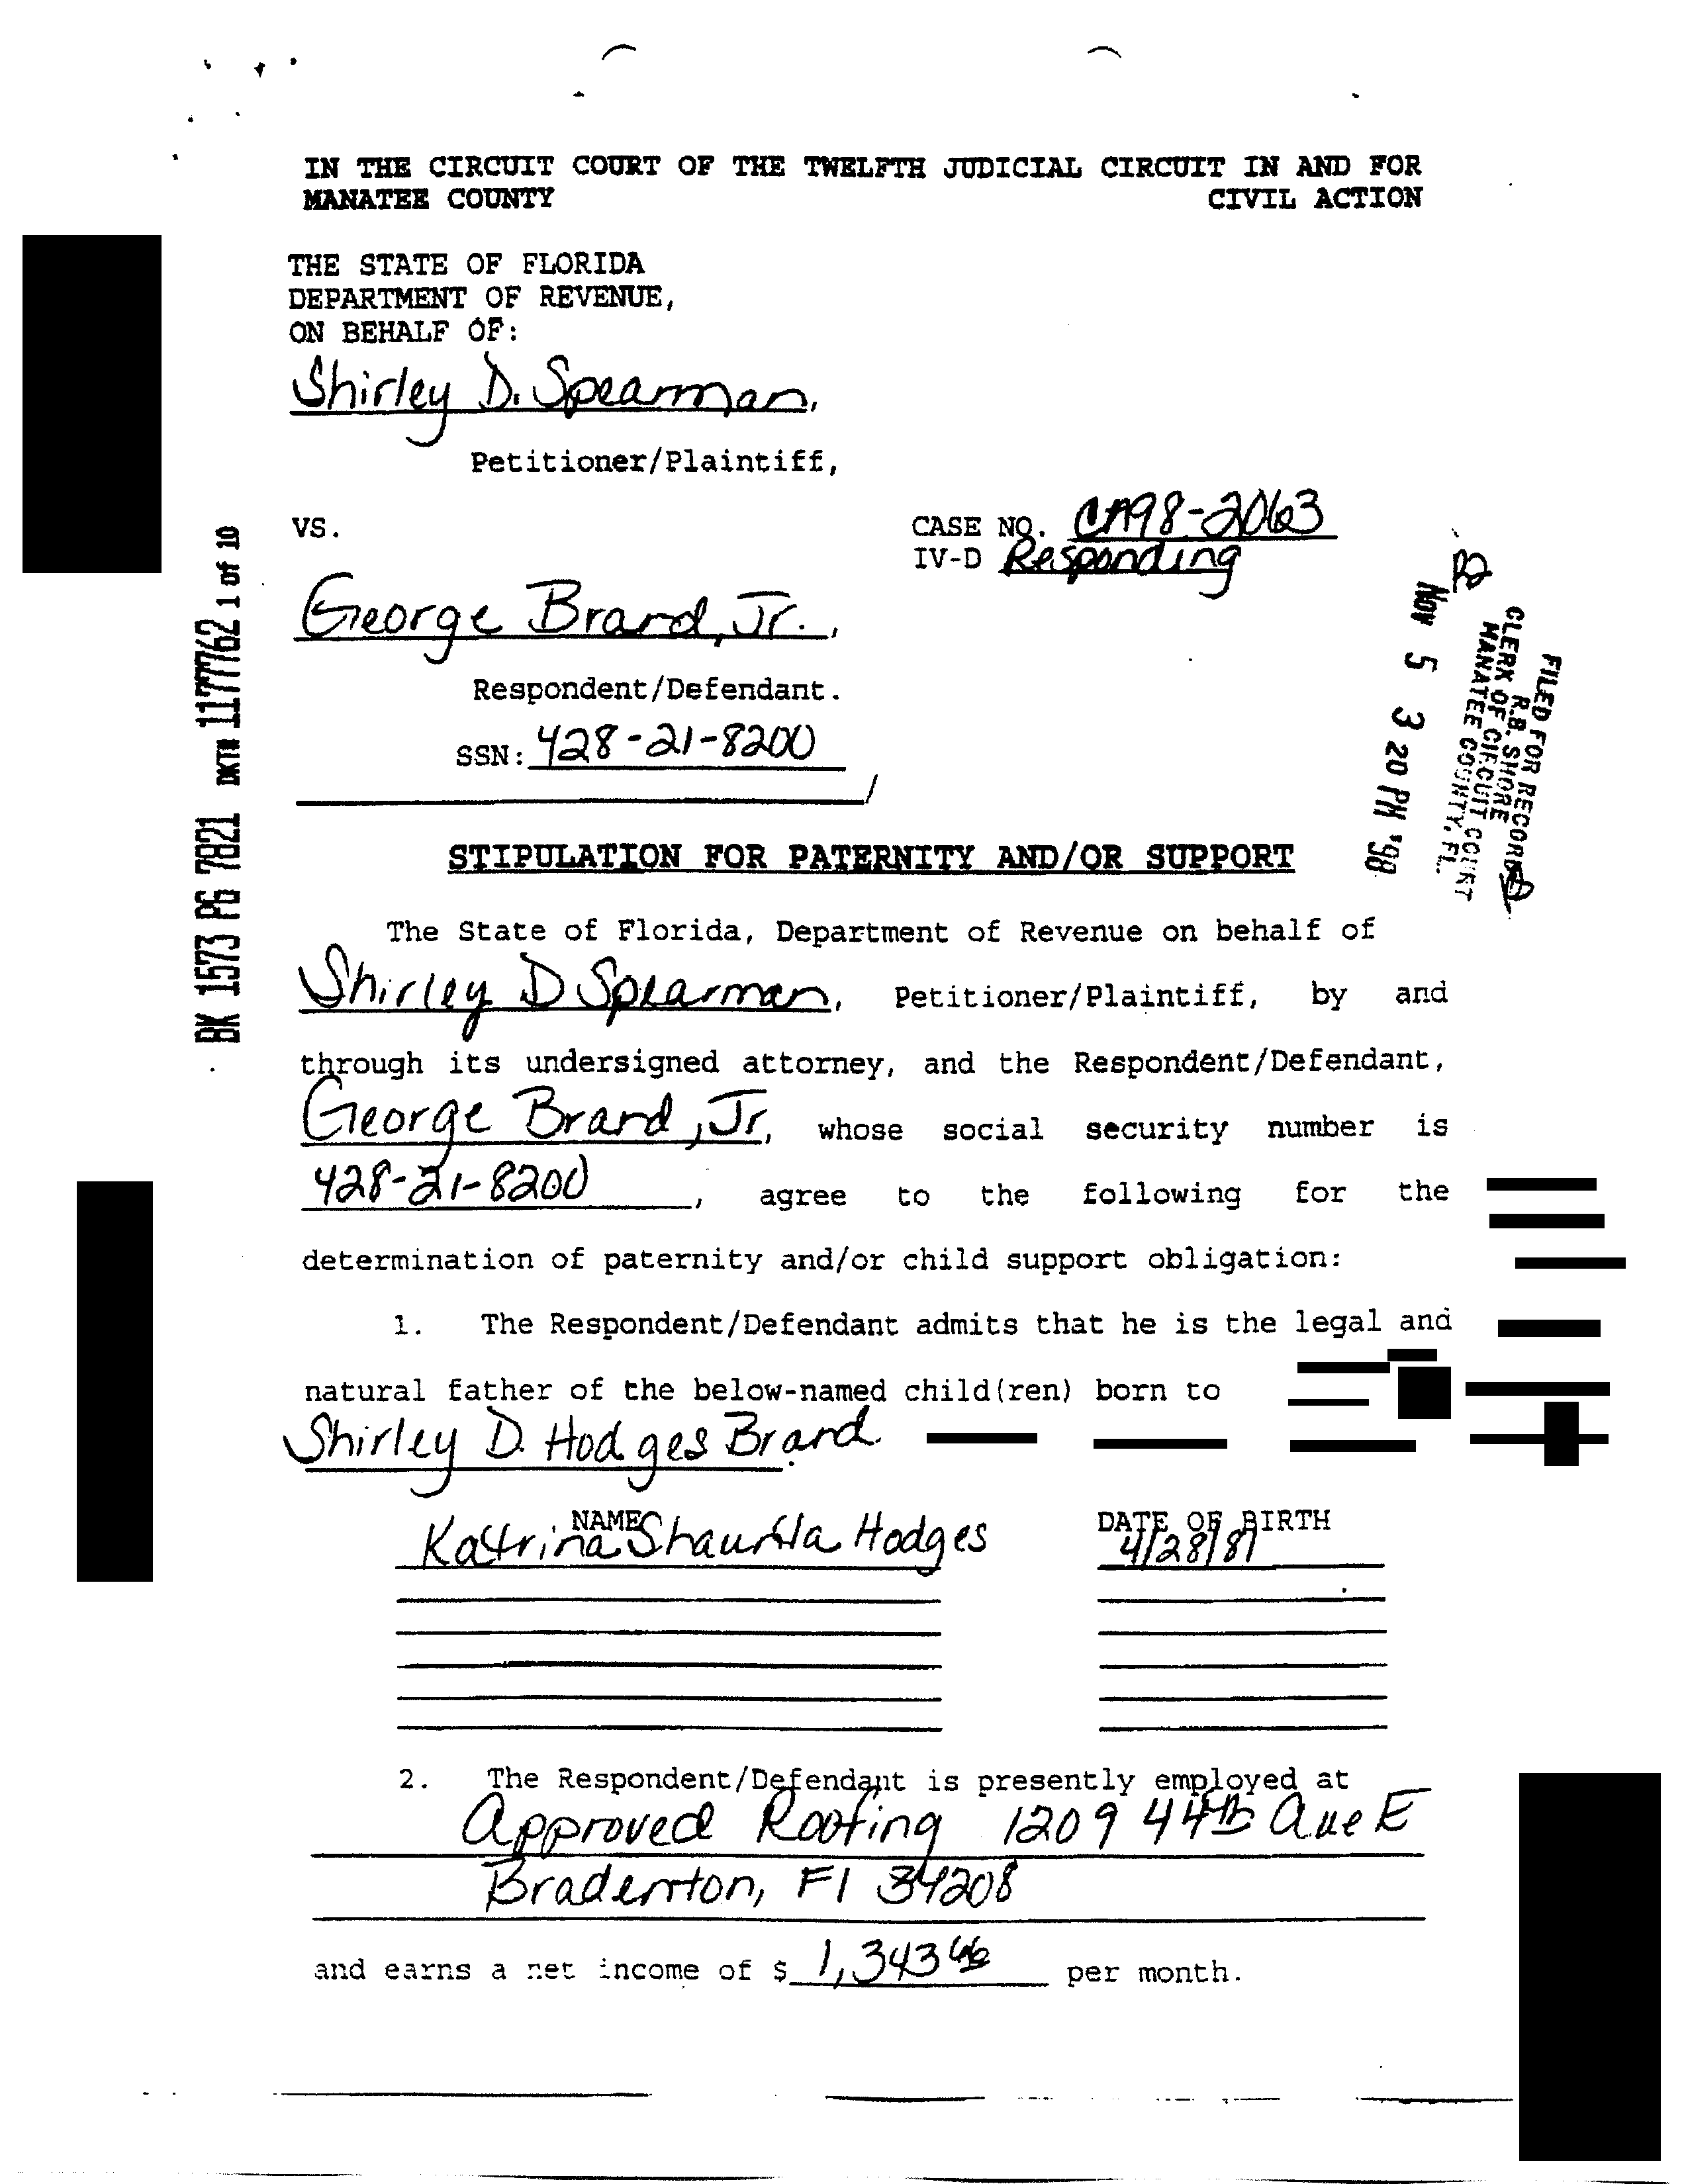 IN THE CIRCUIT COURT OF THE TWELFTH JUDICIAL CIRCUIT IN AND FOR
MANATEE COUNTY CIVIL ACTION
THE STATE OF FLORIDA
DEPARTMENT OF REVENUE,
ON BEHALF OF:
Shirley D. Spearman,
Petitioner/Plaintiff,
VS.
CASE NO. CA98-2063
IV-D Responding
George Brand, Jr.,
Respondent/Defendant.
SSN: 428-21-8200
FILED FOR RECORD
R.B. SHORE
CLERK OF CIRCUIT COURT
MANATEE COUNTY, FL.
NOV 5 3 20 PM '98
BK 1573 PG 7821 DKT# 1177762 1 of 10
STIPULATION FOR PATERNITY AND/OR SUPPORT
The State of Florida, Department of Revenue on behalf of
Shirley D Spearman, Petitioner/Plaintiff, by and
through its undersigned attorney, and the Respondent/Defendant,
George Brand, Jr, whose social security number is
428-21-8200, agree to the following for the
determination of paternity and/or child support obligation:
1. The Respondent/Defendant admits that he is the legal and
natural father of the below-named child(ren) born to
Shirley D. Hodges Brand.
NAME DATE OF BIRTH
Katrina Hodges 4/28/81
2. The Respondent/Defendant is presently employed at
Approved Roofing 1209 44th Ave E
Bradenton, Fl 34208
and earns a net income of $ 1,343 46 per month.